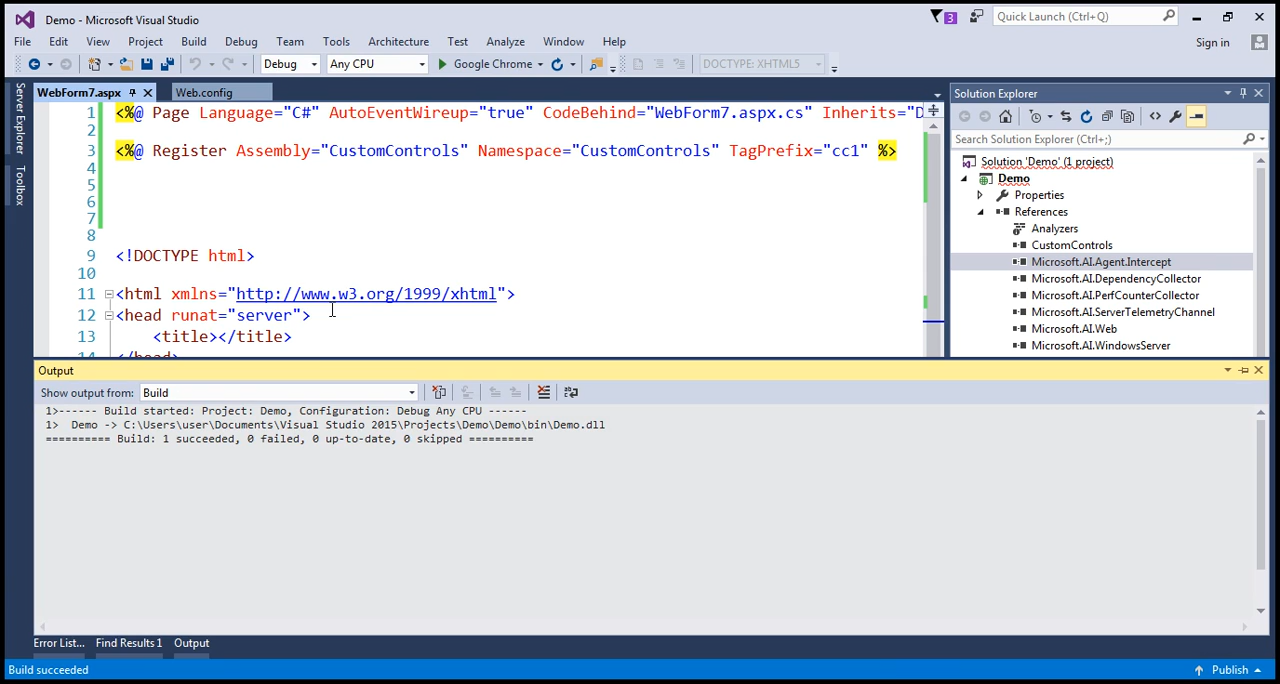 Demo - Microsoft Visual Studio
3
Quick Launch (Ctrl+Q)
File Edit View Project Build Debug Team Tools Architecture Test Analyze Window Help
Sign in
Debug Any CPU Google Chrome DOCTYPE: XHTML5
Server Explorer
Toolbox
WebForm7.aspx Web.config
1 <%@ Page Language="C#" AutoEventWireup="true" CodeBehind="WebForm7.aspx.cs" Inherits="D
2
3 <%@ Register Assembly="CustomControls" Namespace="CustomControls" TagPrefix="cc1" %>
4
5
6
7
8
9 <!DOCTYPE html>
10
11 <html xmlns="http://www.w3.org/1999/xhtml">
12 <head runat="server">
13 <title></title>
14 </head>
Solution Explorer
Search Solution Explorer (Ctrl+;)
Solution 'Demo' (1 project)
Demo
Properties
References
Analyzers
CustomControls
Microsoft.AI.Agent.Intercept
Microsoft.AI.DependencyCollector
Microsoft.AI.PerfCounterCollector
Microsoft.AI.ServerTelemetryChannel
Microsoft.AI.Web
Microsoft.AI.WindowsServer
Output
Show output from: Build
1>------ Build started: Project: Demo, Configuration: Debug Any CPU ------
1> Demo -> C:\Users\user\Documents\Visual Studio 2015\Projects\Demo\Demo\bin\Demo.dll
========== Build: 1 succeeded, 0 failed, 0 up-to-date, 0 skipped ==========
Error List... Find Results 1 Output
Build succeeded
Publish